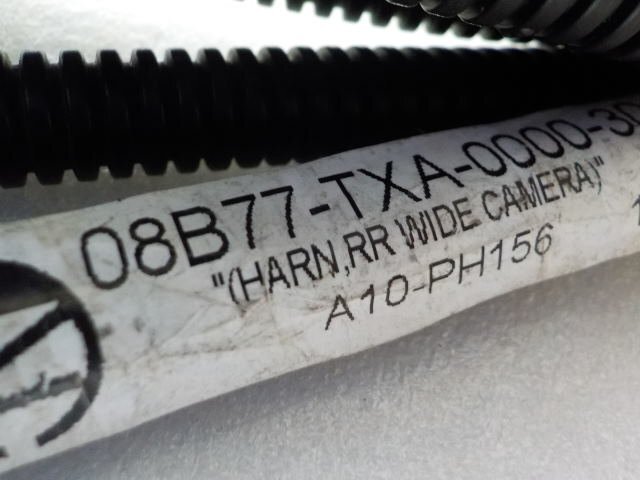 08B77-TXA-0000-30
"(HARN,RR WIDE CAMERA)"
A10-PH156